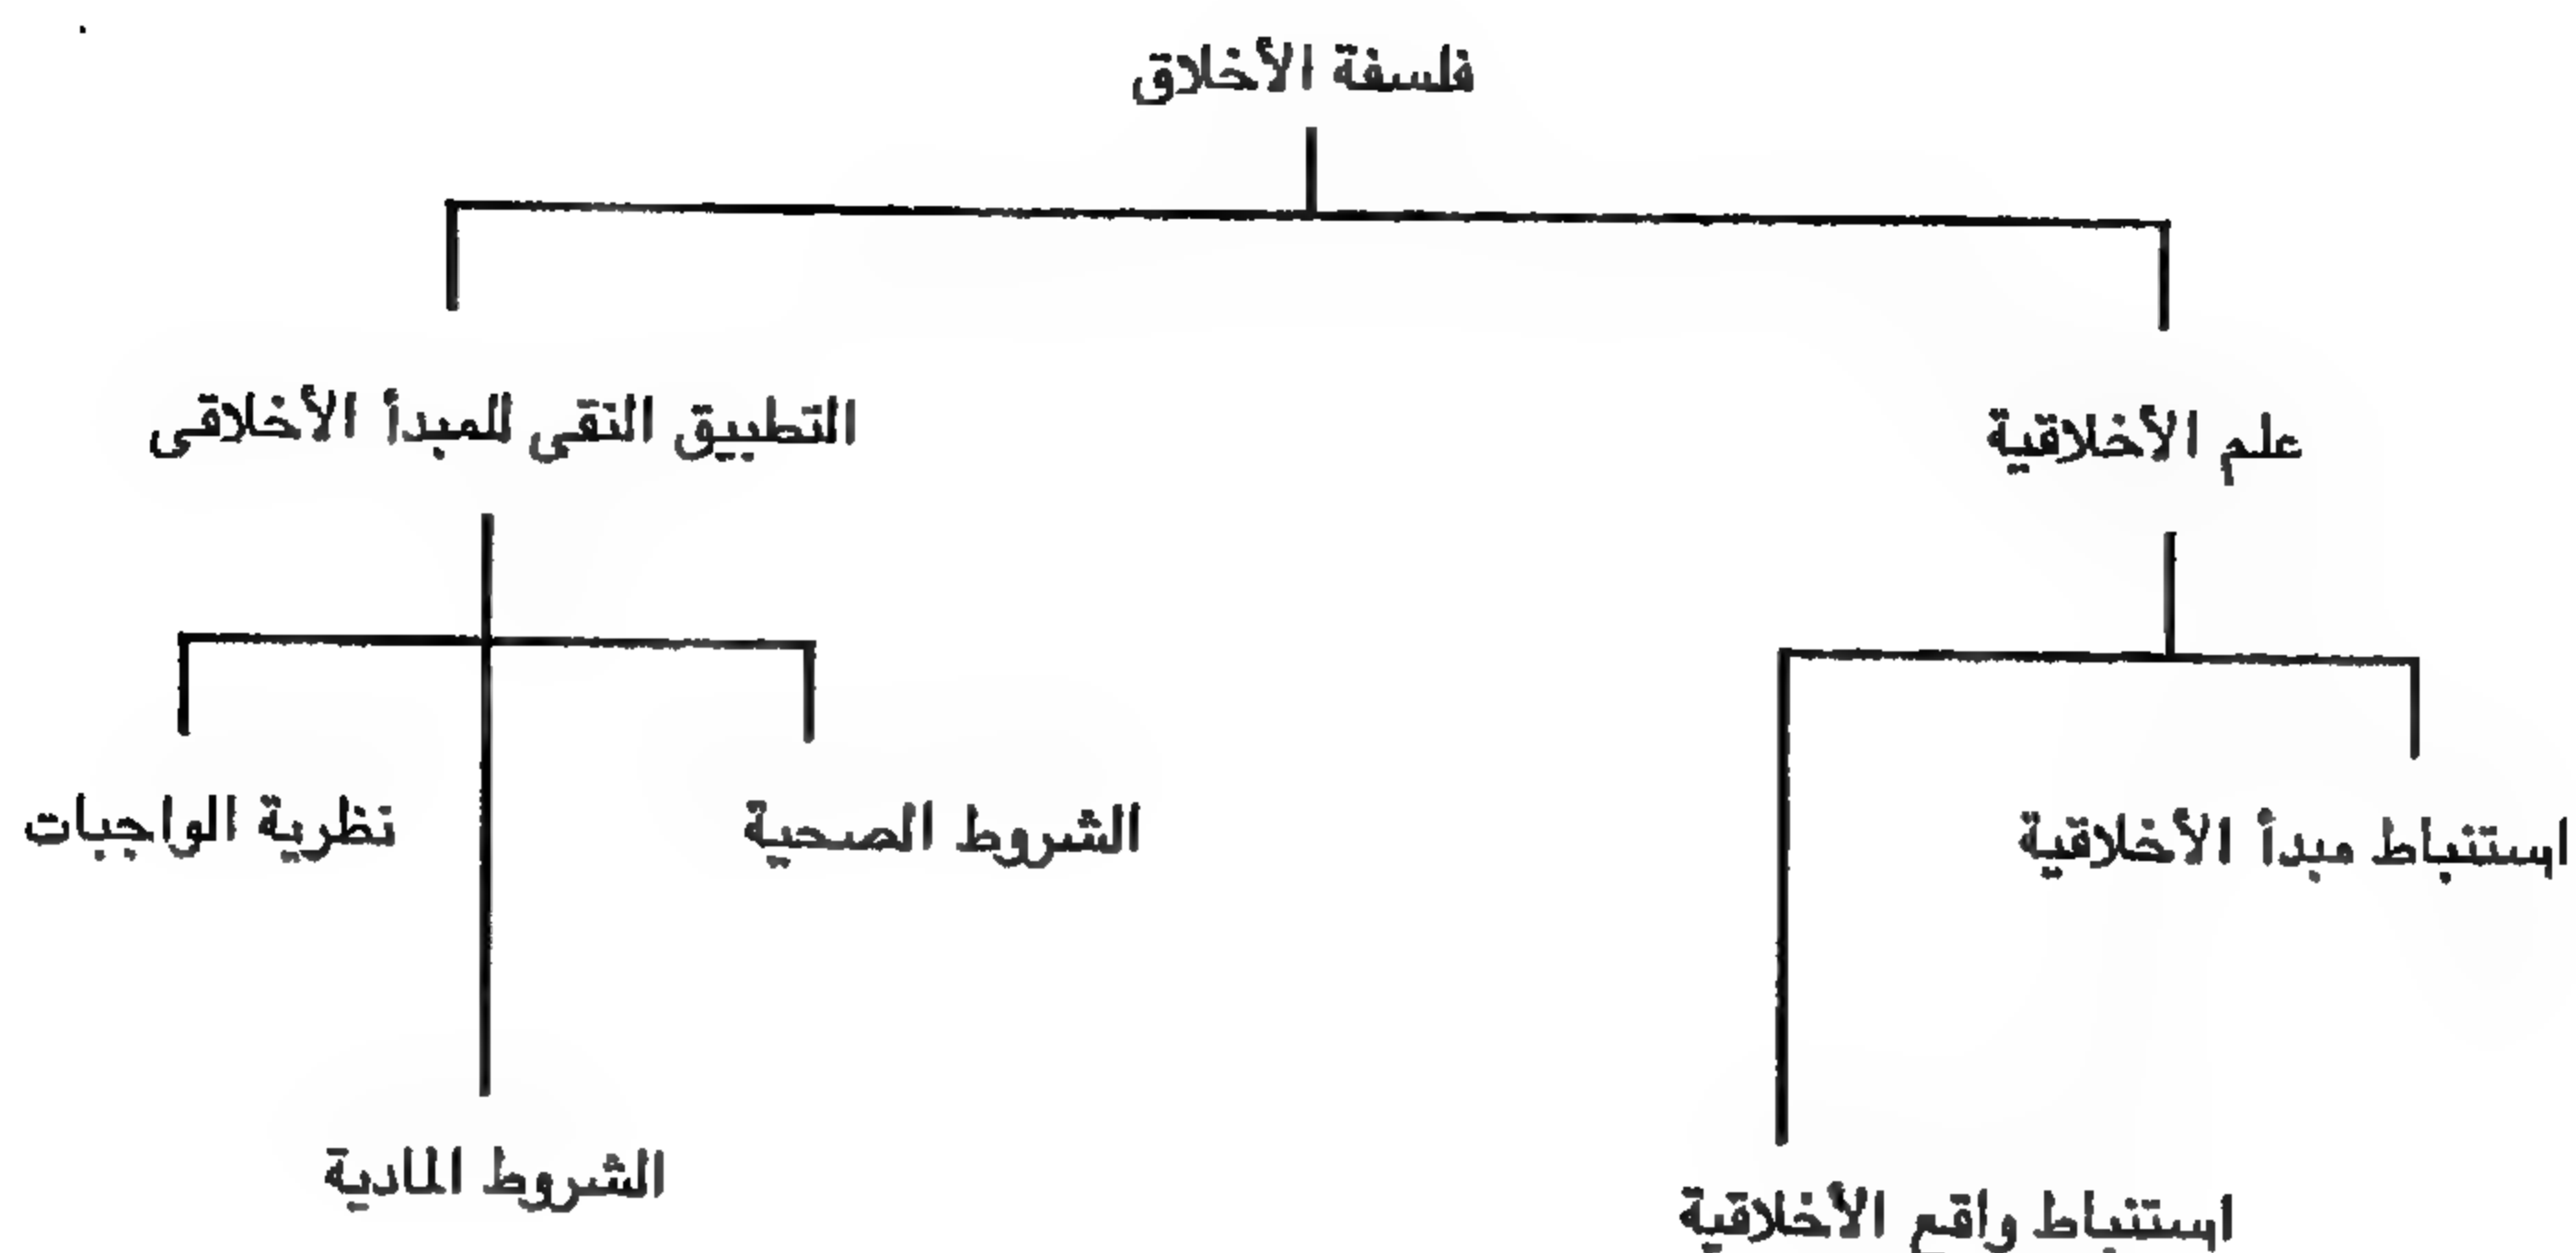 فلسفة الأخلاق
علم الأخلاقية
التطبيق النقى للمبدأ الأخلاقى
استنباط مبدأ الأخلاقية
الشروط الصحية
نظرية الواجبات
استنباط واقع الأخلاقية
الشروط المادية